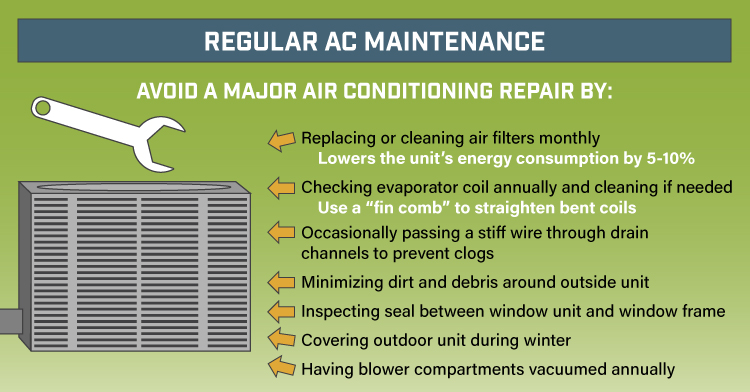 REGULAR AC MAINTENANCE
AVOID A MAJOR AIR CONDITIONING REPAIR BY:
Replacing or cleaning air filters monthly
Lowers the unit's energy consumption by 5-10%
Checking evaporator coil annually and cleaning if needed
Use a “fin comb” to straighten bent coils
Occasionally passing a stiff wire through drain
channels to prevent clogs
Minimizing dirt and debris around outside unit
Inspecting seal between window unit and window frame
Covering outdoor unit during winter
Having blower compartments vacuumed annually